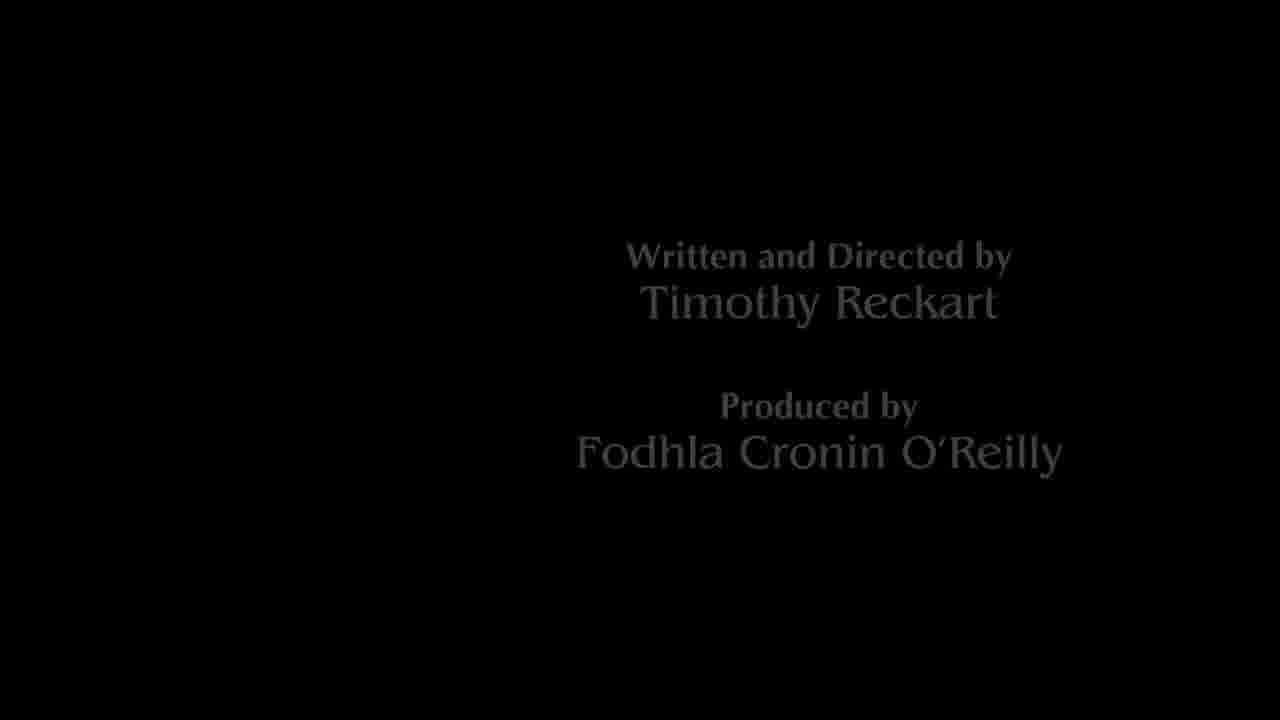 Written and Directed by
Timothy Reckart
Produced by
Fodhla Cronin O'Reilly